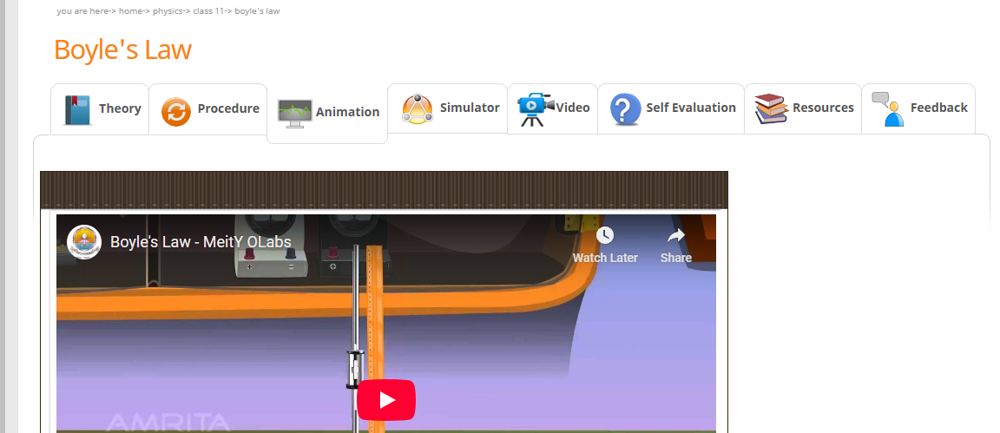 you are here-> home-> physics-> class 11-> boyle's law
Boyle's Law
Theory Procedure Animation Simulator Video Self Evaluation Resources Feedback
Boyle's Law - MeitY OLabs
Watch Later Share
AMRITA